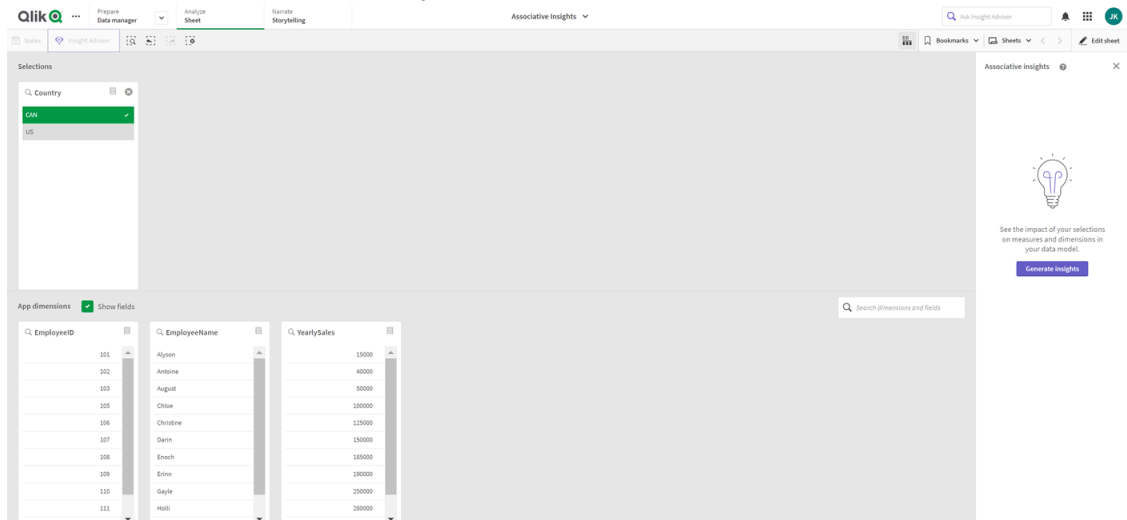 Qlik
Prepare
Data manager
Analyze
Sheet
Narrate
Storytelling
Associative Insights
Ask Insight Advisor
JK
Notes
Insight Advisor
Bookmarks
Sheets
Edit sheet
Selections
Country
CAN
US
Associative insights
See the impact of your selections
on measures and dimensions in
your data model.
Generate insights
App dimensions
Show fields
Search dimensions and fields
EmployeeID
101
102
103
105
106
107
108
109
110
111
EmployeeName
Alyson
Antoine
August
Chloe
Christine
Darin
Enoch
Erinn
Gayle
Holli
YearlySales
15000
40000
50000
100000
125000
150000
185000
190000
250000
280000